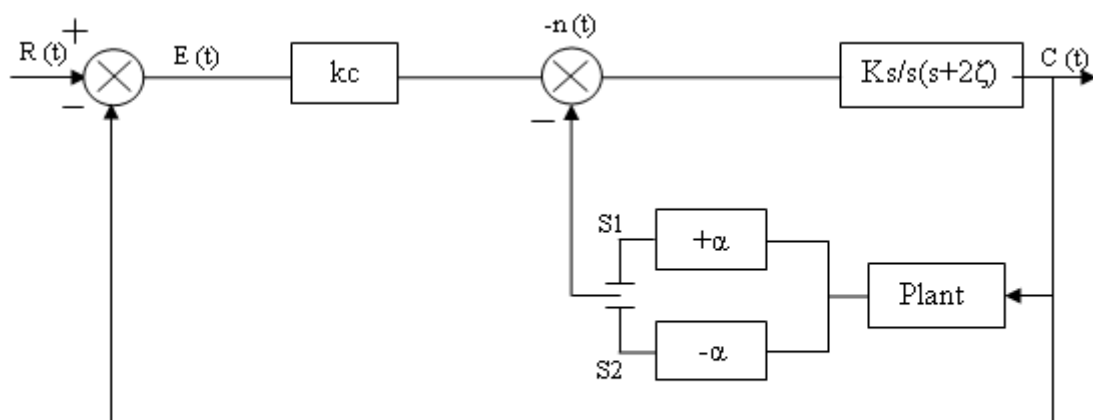 +
-n (t)
R (t)
E (t)
kc
Ks/s(s+2ζ)
C (t)
−
−
S1
+α
Plant
S2
-α